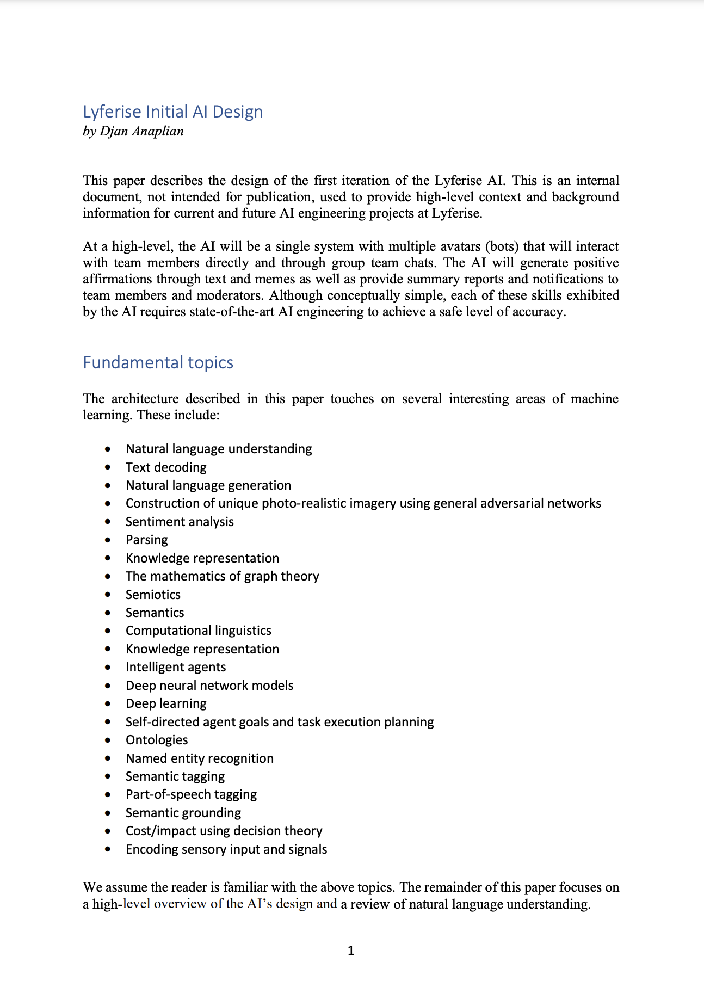 Lyferise Initial AI Design
by Djan Anaplian
This paper describes the design of the first iteration of the Lyferise AI. This is an internal
document, not intended for publication, used to provide high-level context and background
information for current and future AI engineering projects at Lyferise.
At a high-level, the AI will be a single system with multiple avatars (bots) that will interact
with team members directly and through group team chats. The AI will generate positive
affirmations through text and memes as well as provide summary reports and notifications to
team members and moderators. Although conceptually simple, each of these skills exhibited
by the AI requires state-of-the-art AI engineering to achieve a safe level of accuracy.
Fundamental topics
The architecture described in this paper touches on several interesting areas of machine
learning. These include:
• Natural language understanding
• Text decoding
• Natural language generation
• Construction of unique photo-realistic imagery using general adversarial networks
• Sentiment analysis
• Parsing
• Knowledge representation
• The mathematics of graph theory
• Semiotics
• Semantics
• Computational linguistics
• Knowledge representation
• Intelligent agents
• Deep neural network models
• Deep learning
• Self-directed agent goals and task execution planning
• Ontologies
• Named entity recognition
• Semantic tagging
• Part-of-speech tagging
• Semantic grounding
• Cost/impact using decision theory
• Encoding sensory input and signals
We assume the reader is familiar with the above topics. The remainder of this paper focuses on
a high-level overview of the AI’s design and a review of natural language understanding.
1